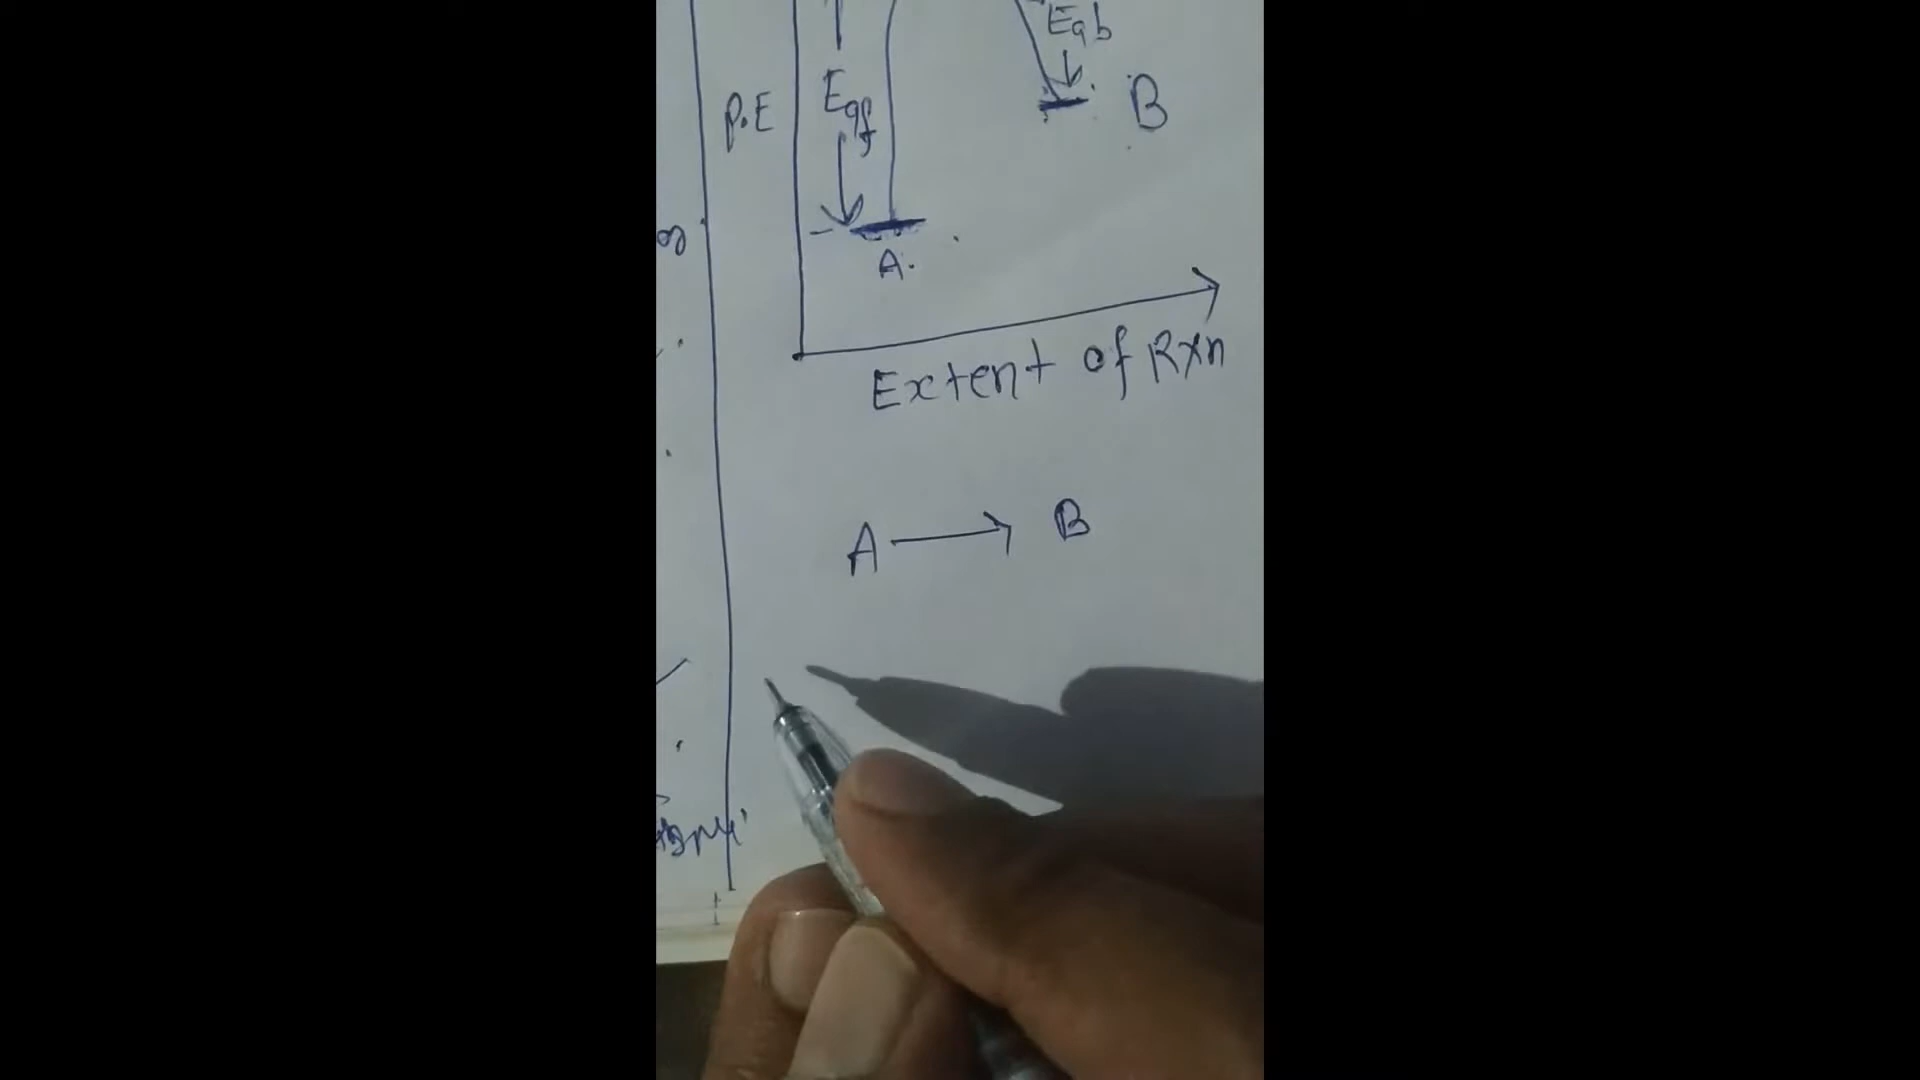 Eab
P.E
Eaf
B
A.
Extent of Rxn
A → B